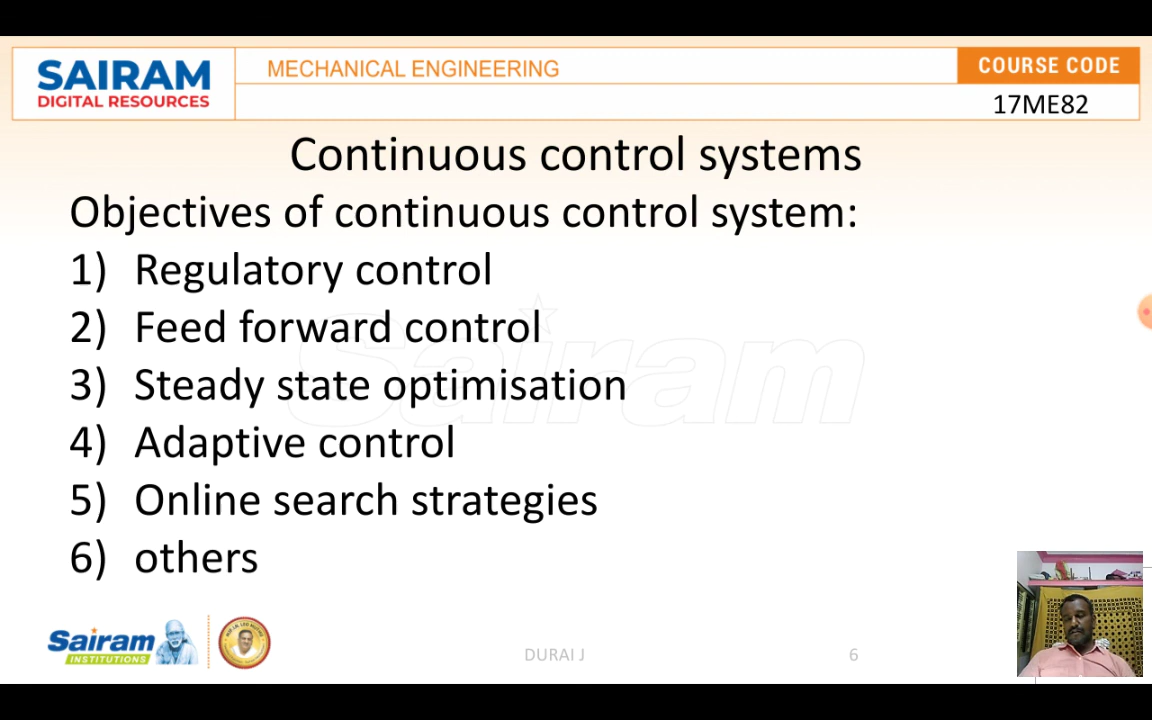 SAIRAM
DIGITAL RESOURCES
MECHANICAL ENGINEERING
COURSE CODE
17ME82
Continuous control systems
Objectives of continuous control system:
1) Regulatory control
2) Feed forward control
3) Steady state optimisation
4) Adaptive control
5) Online search strategies
6) others
Sairam
Sairam
INSTITUTIONS
DURAI J
6